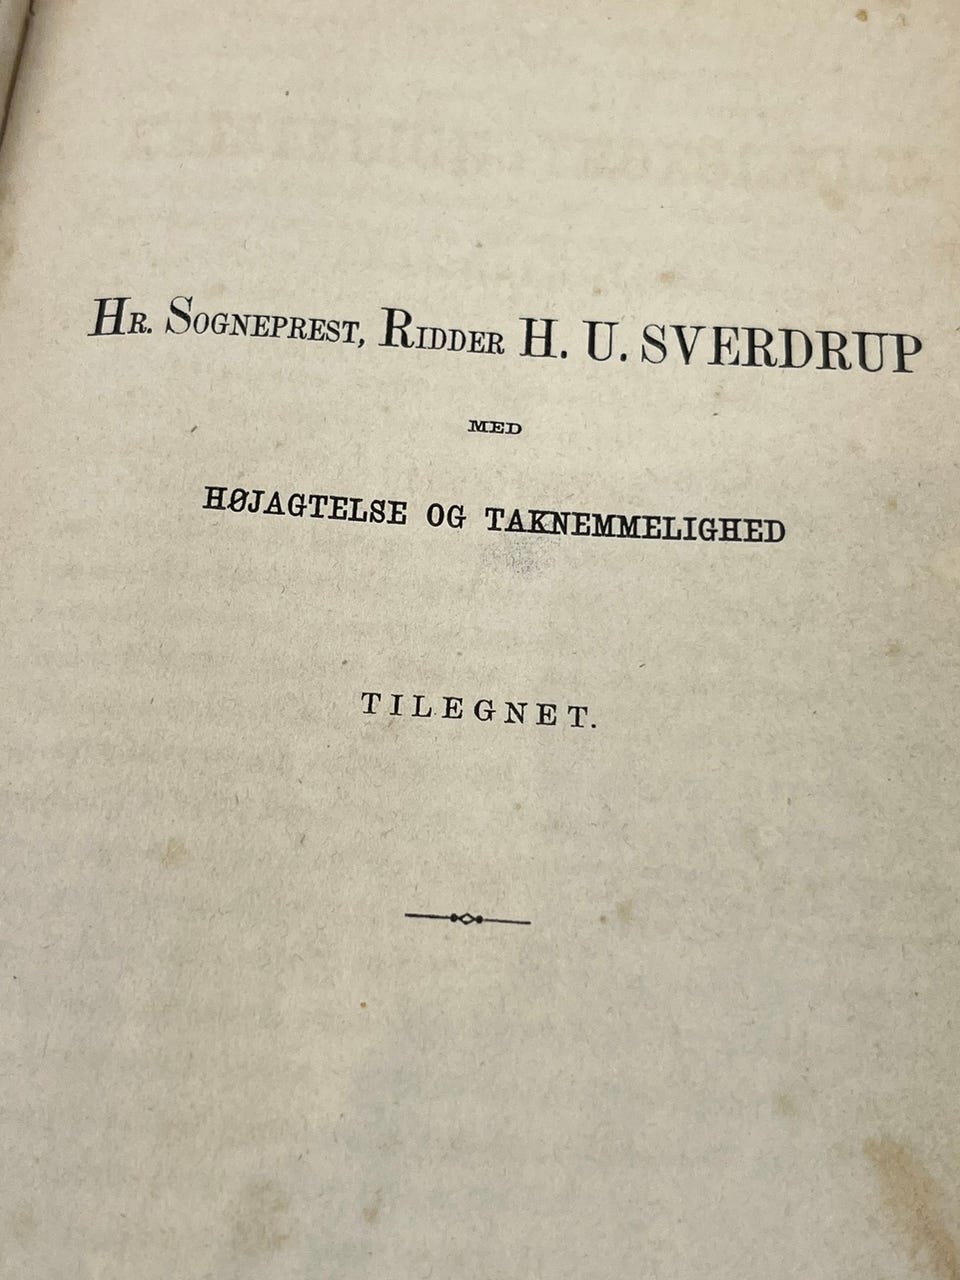 Hr. Sogneprest, Ridder H. U. SVERDRUP
MED
HØJAGTELSE OG TAKNEMMELIGHED
TILEGNET.